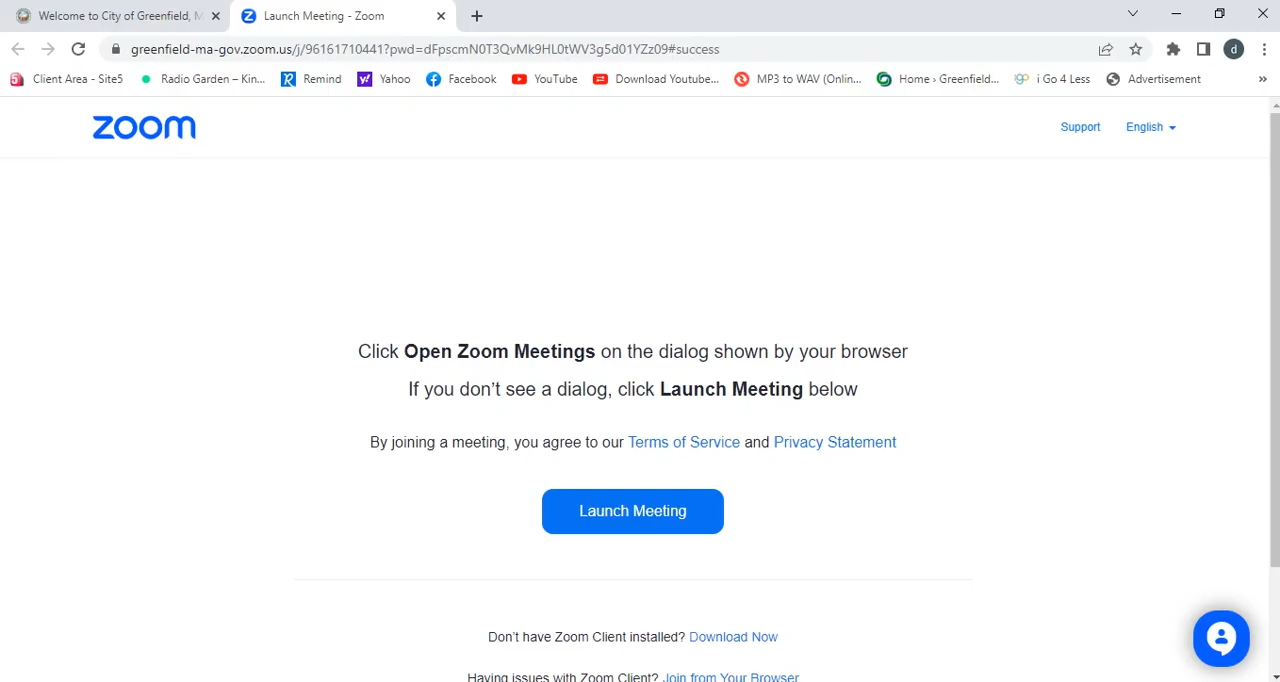 Welcome to City of Greenfield, M
Launch Meeting - Zoom
greenfield-ma-gov.zoom.us/j/96161710441?pwd=dFpscmN0T3QvMk9HL0tWV3g5d01YZz09#success
d
Client Area - Site5
Radio Garden – Kin...
Remind
Yahoo
Facebook
YouTube
Download Youtube...
MP3 to WAV (Onlin...
Home › Greenfield...
i Go 4 Less
Advertisement
»
zoom
Support
English
Click Open Zoom Meetings on the dialog shown by your browser
If you don’t see a dialog, click Launch Meeting below
By joining a meeting, you agree to our Terms of Service and Privacy Statement
Launch Meeting
Don’t have Zoom Client installed? Download Now
Having issues with Zoom Client? Join from Your Browser